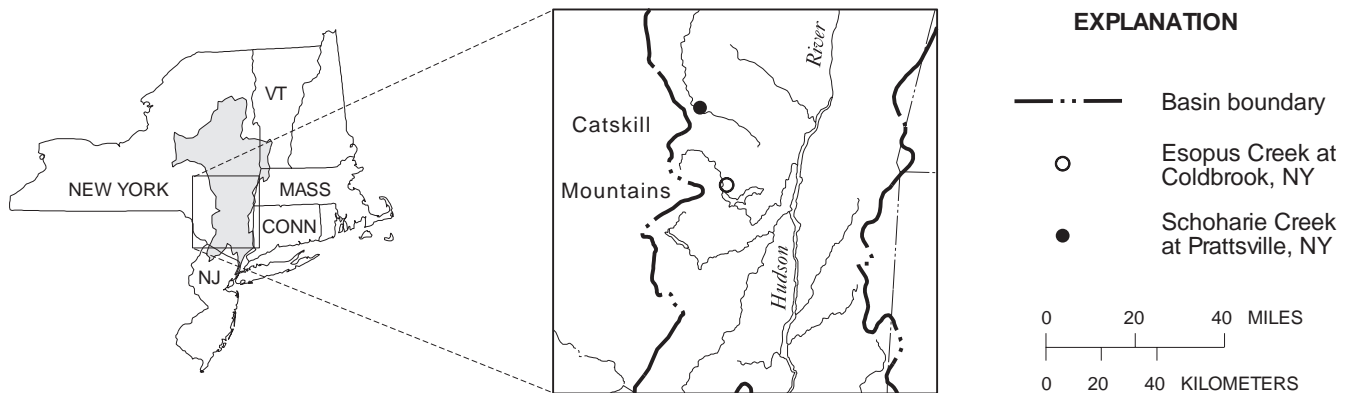 VT
NEW YORK
MASS
CONN
NJ
Catskill
Mountains
River
Hudson
EXPLANATION
Basin boundary
Esopus Creek at
Coldbrook, NY
Schoharie Creek
at Prattsville, NY
0 20 40 MILES
0 20 40 KILOMETERS